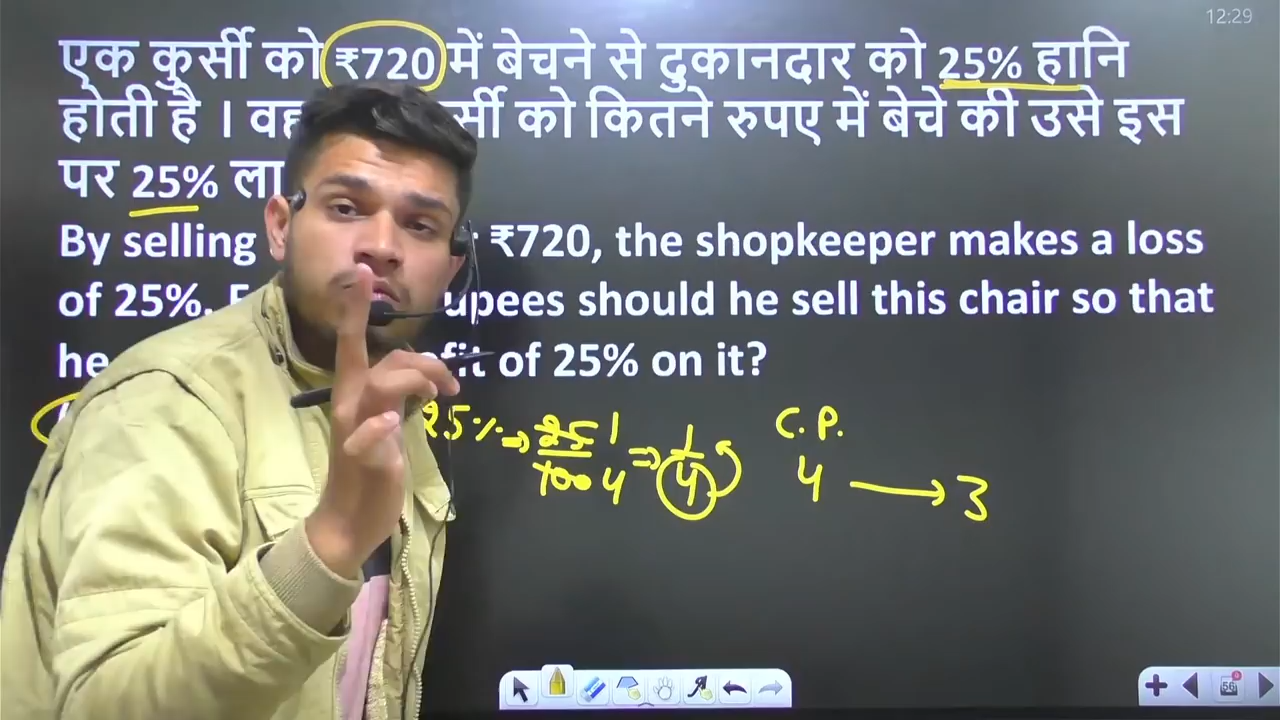 12:29
एक कुर्सी को ₹720 में बेचने से दुकानदार को 25% हानि
होती है । वह र्सी को कितने रुपए में बेचे की उसे इस
पर 25% ला
By selling ₹720, the shopkeeper makes a loss
of 25%. upees should he sell this chair so that
he fit of 25% on it?
25% ⇒ 25/100 1/4 ⇒ 1/4
C.P.
4 → 3